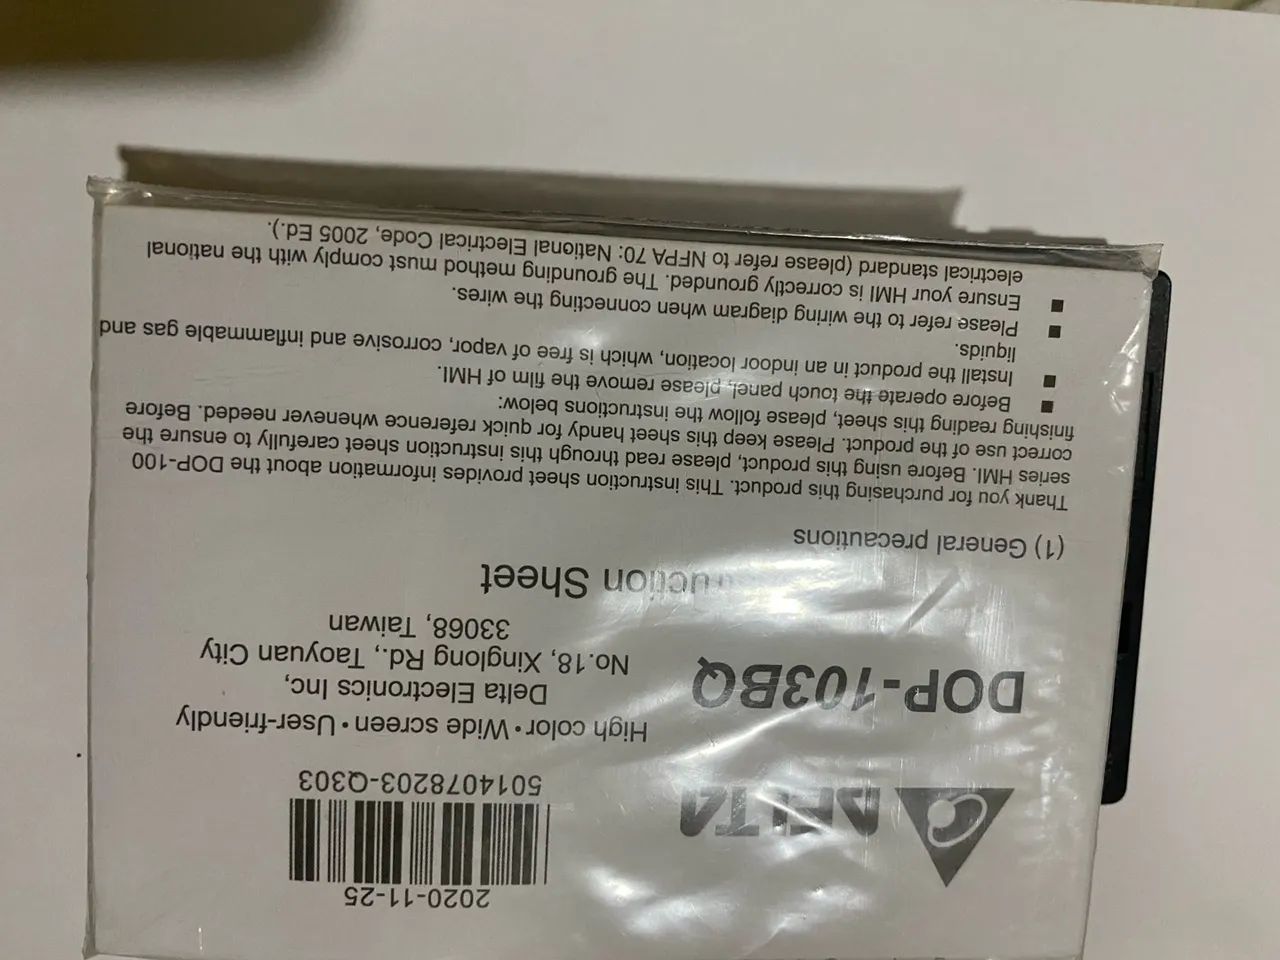 2020-11-25
5014078203-Q303
DELTA
High color • Wide screen • User-friendly
Delta Electronics Inc,
No.18, Xinglong Rd., Taoyuan City
33068, Taiwan
DOP-103BQ
Instruction Sheet
(1) General precautions
Thank you for purchasing this product. This instruction sheet provides information about the DOP-100
series HMI. Before using this product, please read through this instruction sheet carefully to ensure the
correct use of the product. Please keep this sheet handy for quick reference whenever needed. Before
finishing reading this sheet, please follow the instructions below:
■ Before operate the touch panel, please remove the film of HMI.
■ Install the product in an indoor location, which is free of vapor, corrosive and inflammable gas and
liquids.
■ Please refer to the wiring diagram when connecting the wires.
■ Ensure your HMI is correctly grounded. The grounding method must comply with the national
electrical standard (please refer to NFPA 70: National Electrical Code, 2005 Ed.).